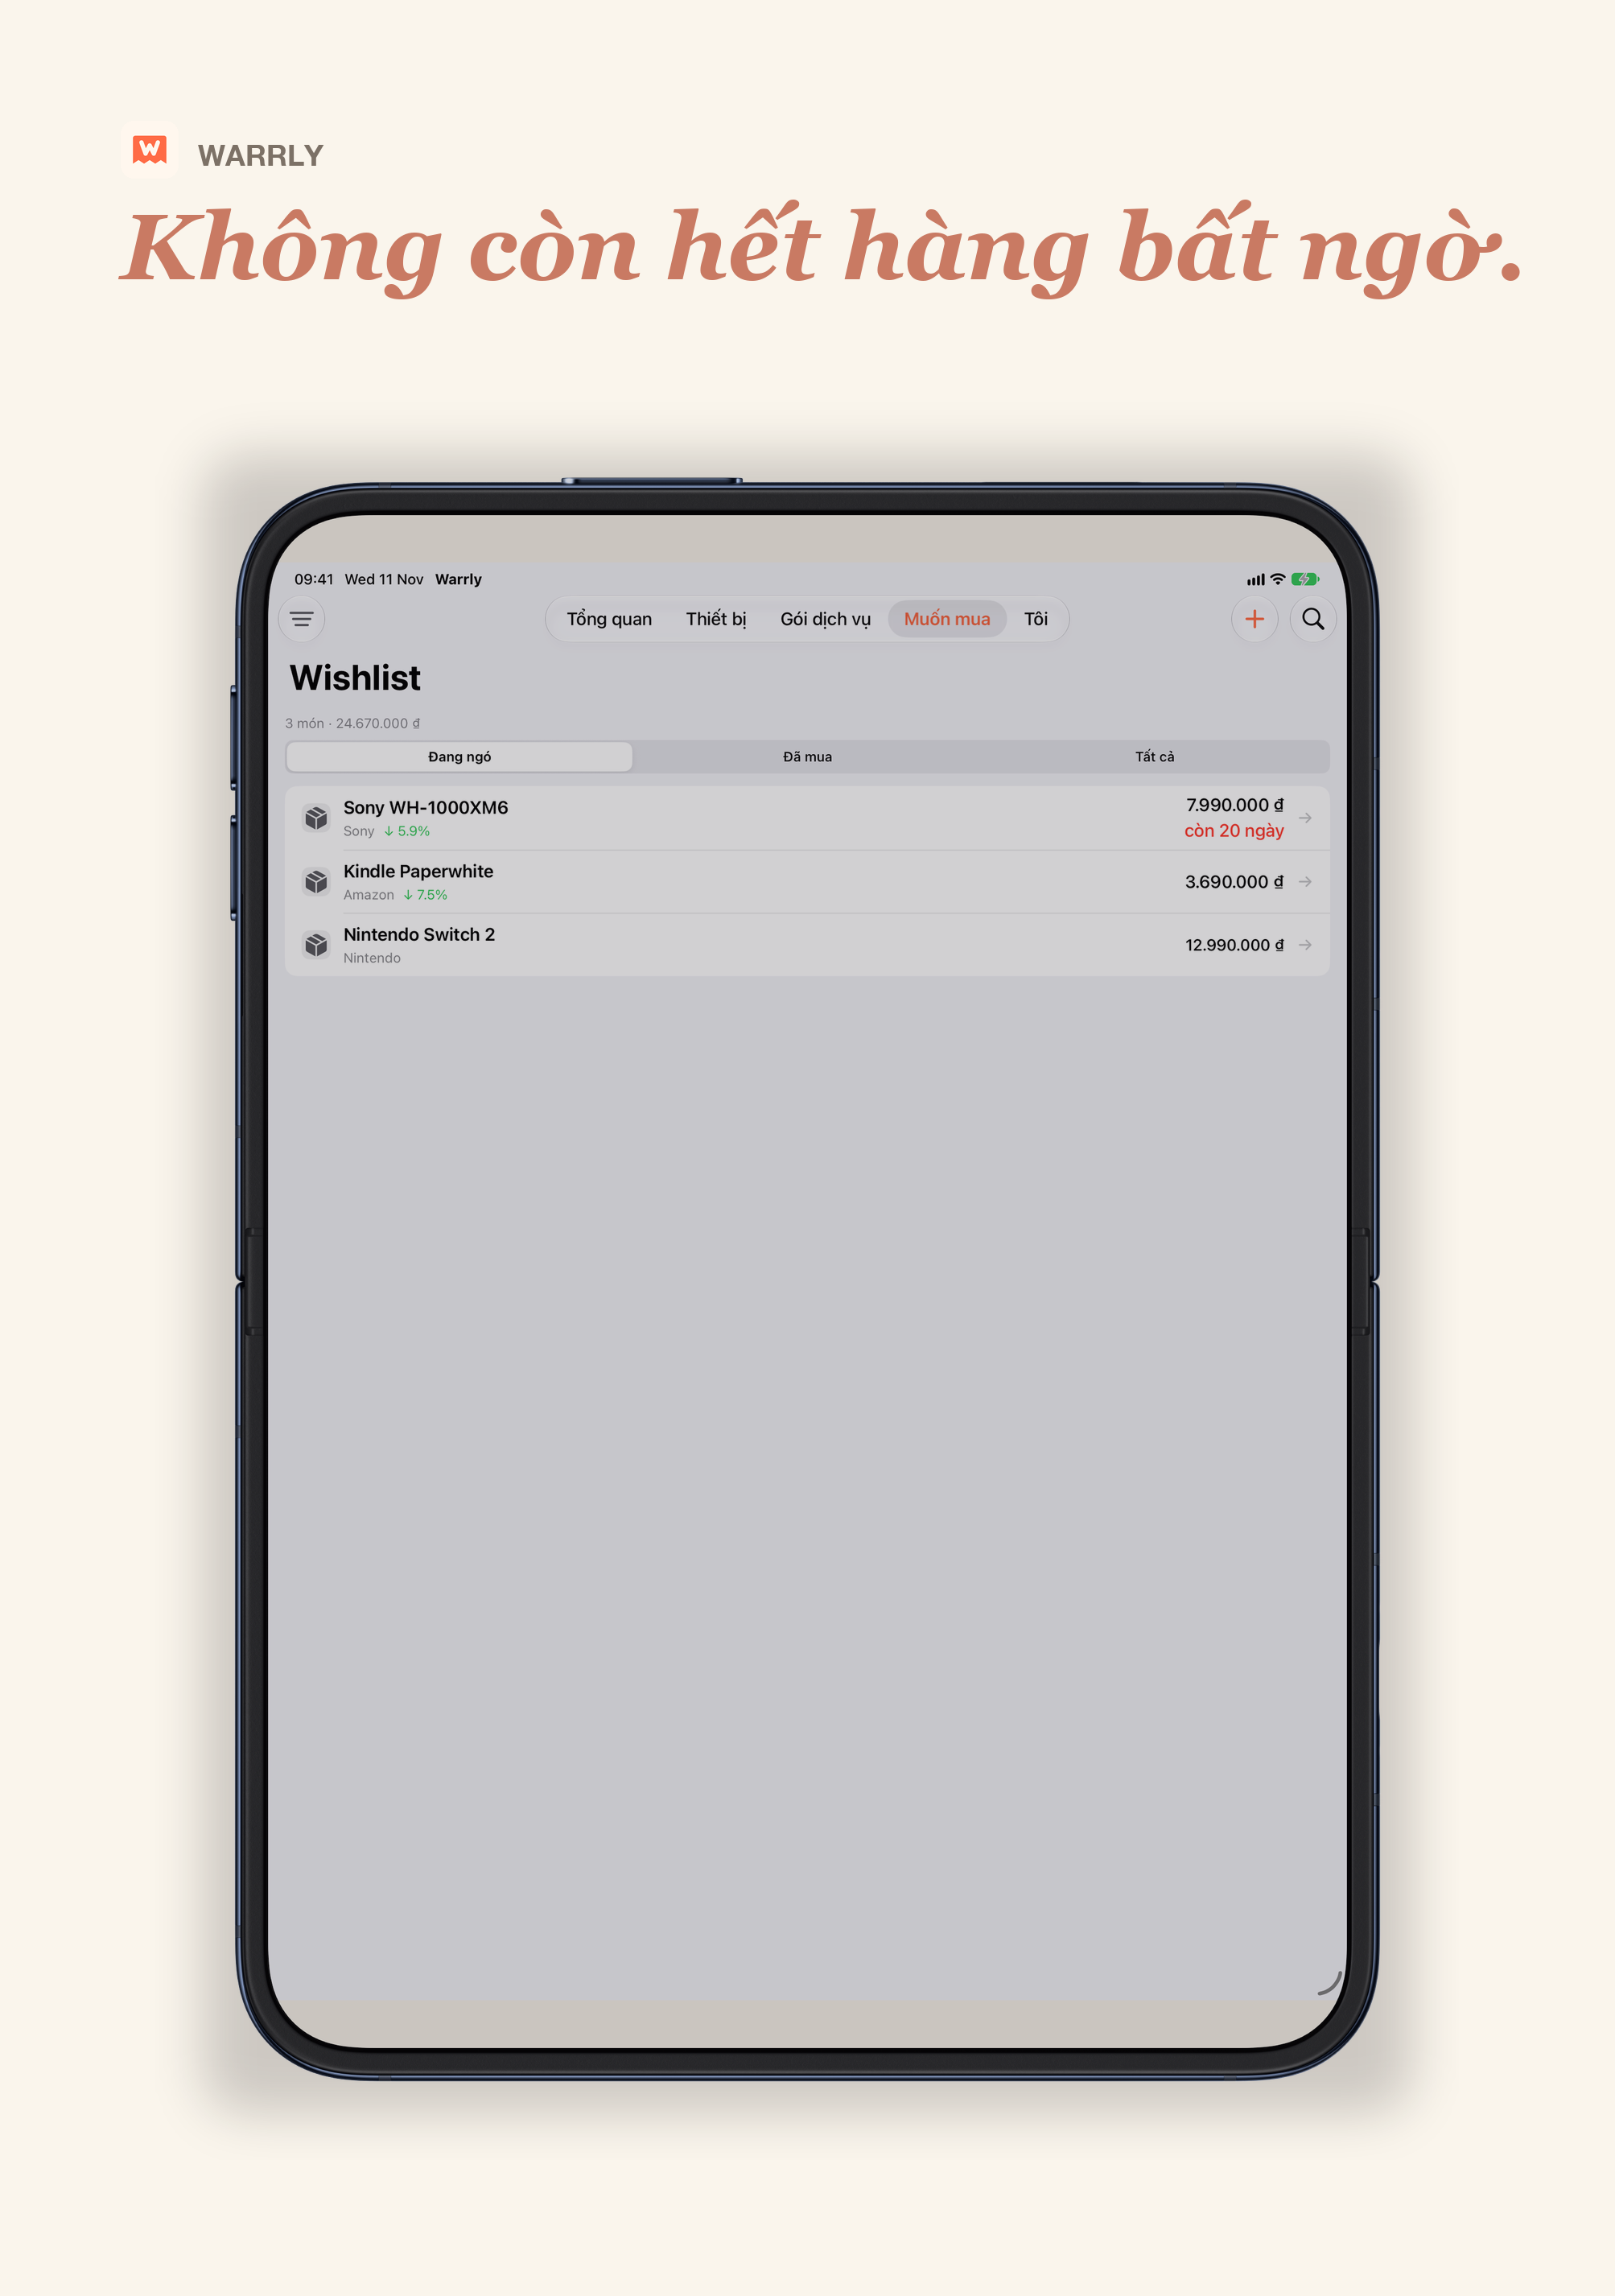 WARRLY
Không còn hết hàng bất ngờ.
09:41 Wed 11 Nov Warrly
Tổng quan Thiết bị Gói dịch vụ Muốn mua Tôi
Wishlist
3 món · 24.670.000 ₫
Đang ngó Đã mua Tất cả
Sony WH-1000XM6 7.990.000 ₫
Sony ↓ 5.9% còn 20 ngày
Kindle Paperwhite 3.690.000 ₫
Amazon ↓ 7.5%
Nintendo Switch 2 12.990.000 ₫
Nintendo